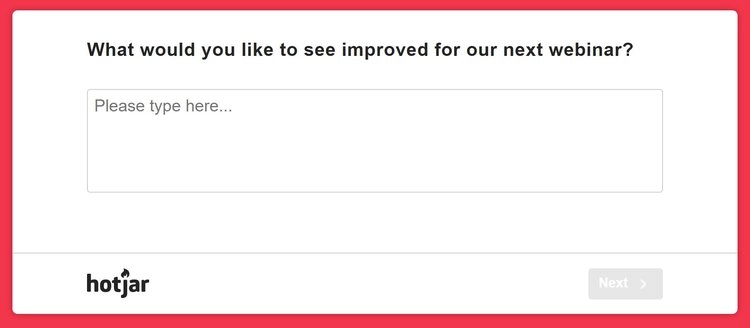 What would you like to see improved for our next webinar?
Please type here...
hotjar
Next